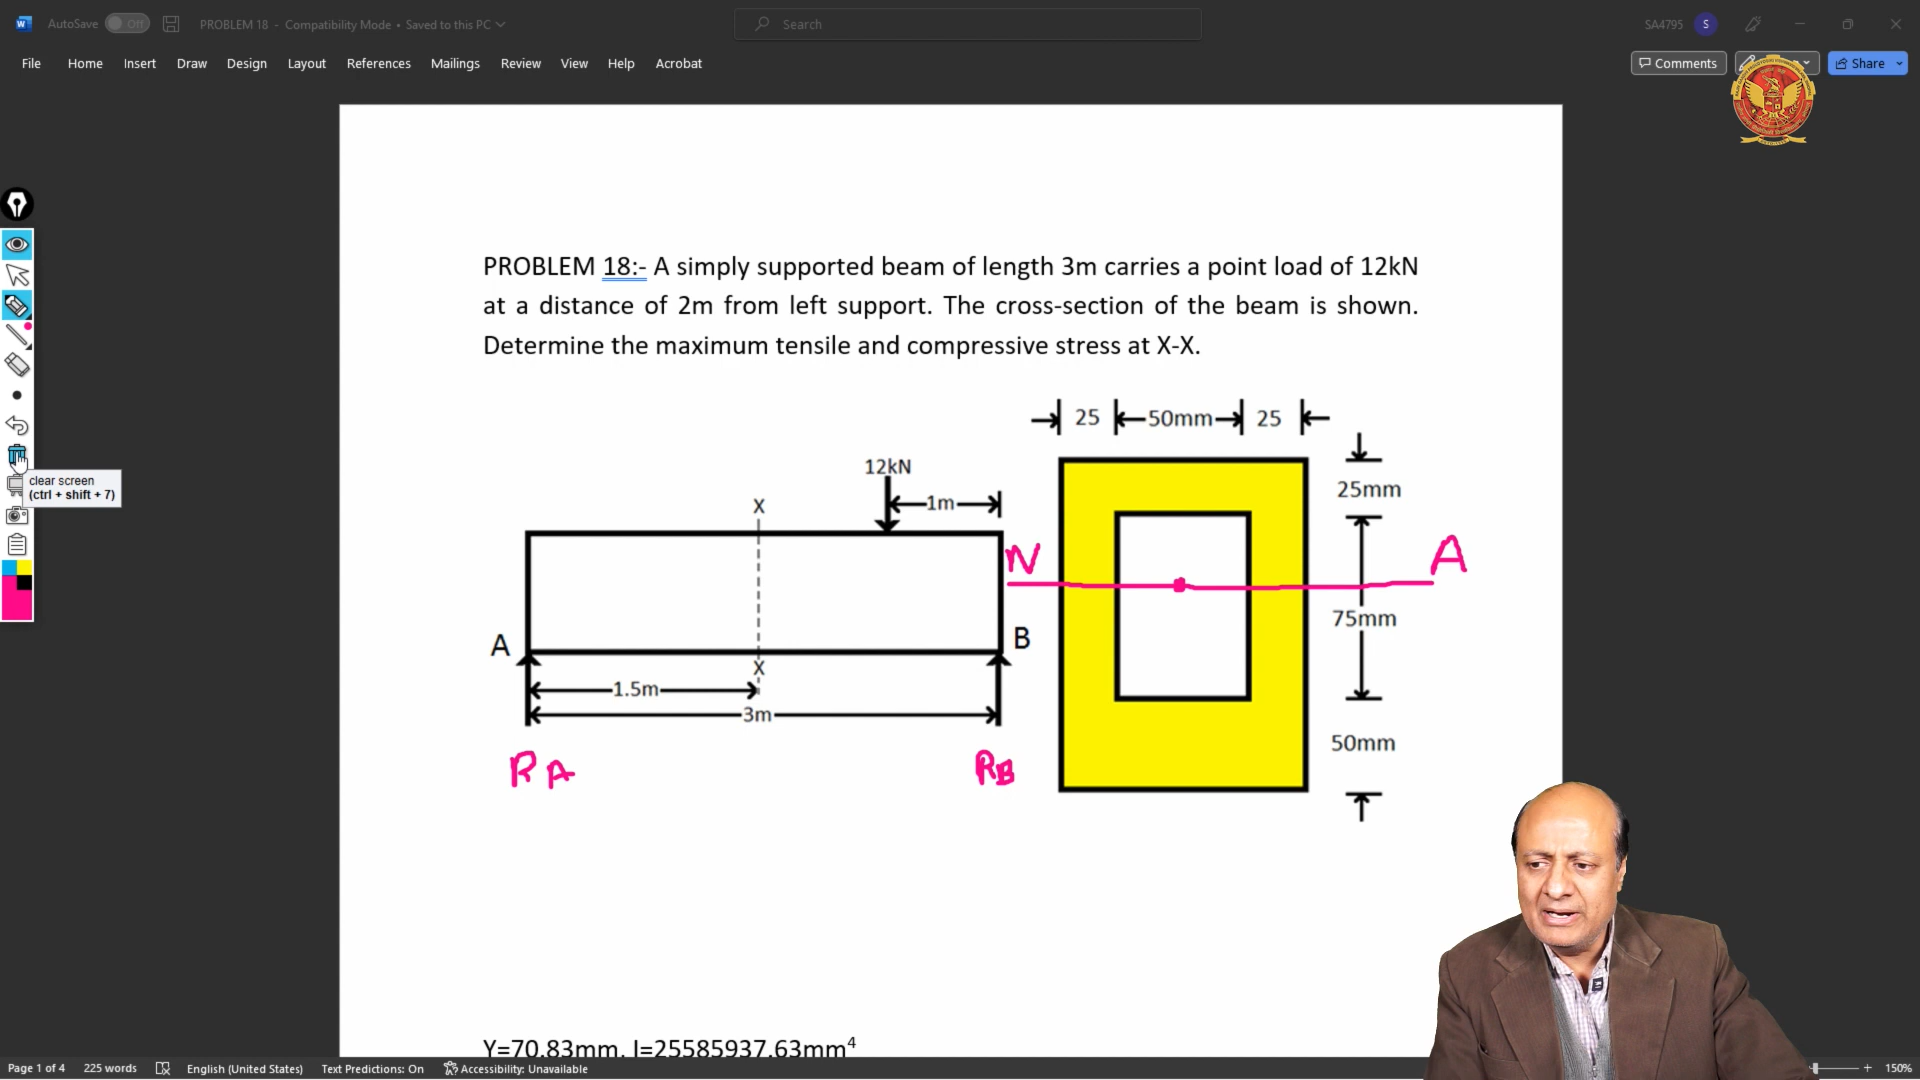 AutoSave Off PROBLEM 18 - Compatibility Mode • Saved to this PC
Search
SA4795 S
File Home Insert Draw Design Layout References Mailings Review View Help Acrobat
Comments Share
PROBLEM 18:- A simply supported beam of length 3m carries a point load of 12kN
at a distance of 2m from left support. The cross-section of the beam is shown.
Determine the maximum tensile and compressive stress at X-X.
25 50mm 25
12kN
25mm
clear screen
(ctrl + shift + 7)
X
1m
N
A
75mm
A
B
X
1.5m
3m
50mm
RA
RB
Y=70.83mm, I=25585937.63mm⁴
Page 1 of 4 225 words English (United States) Text Predictions: On Accessibility: Unavailable
150%